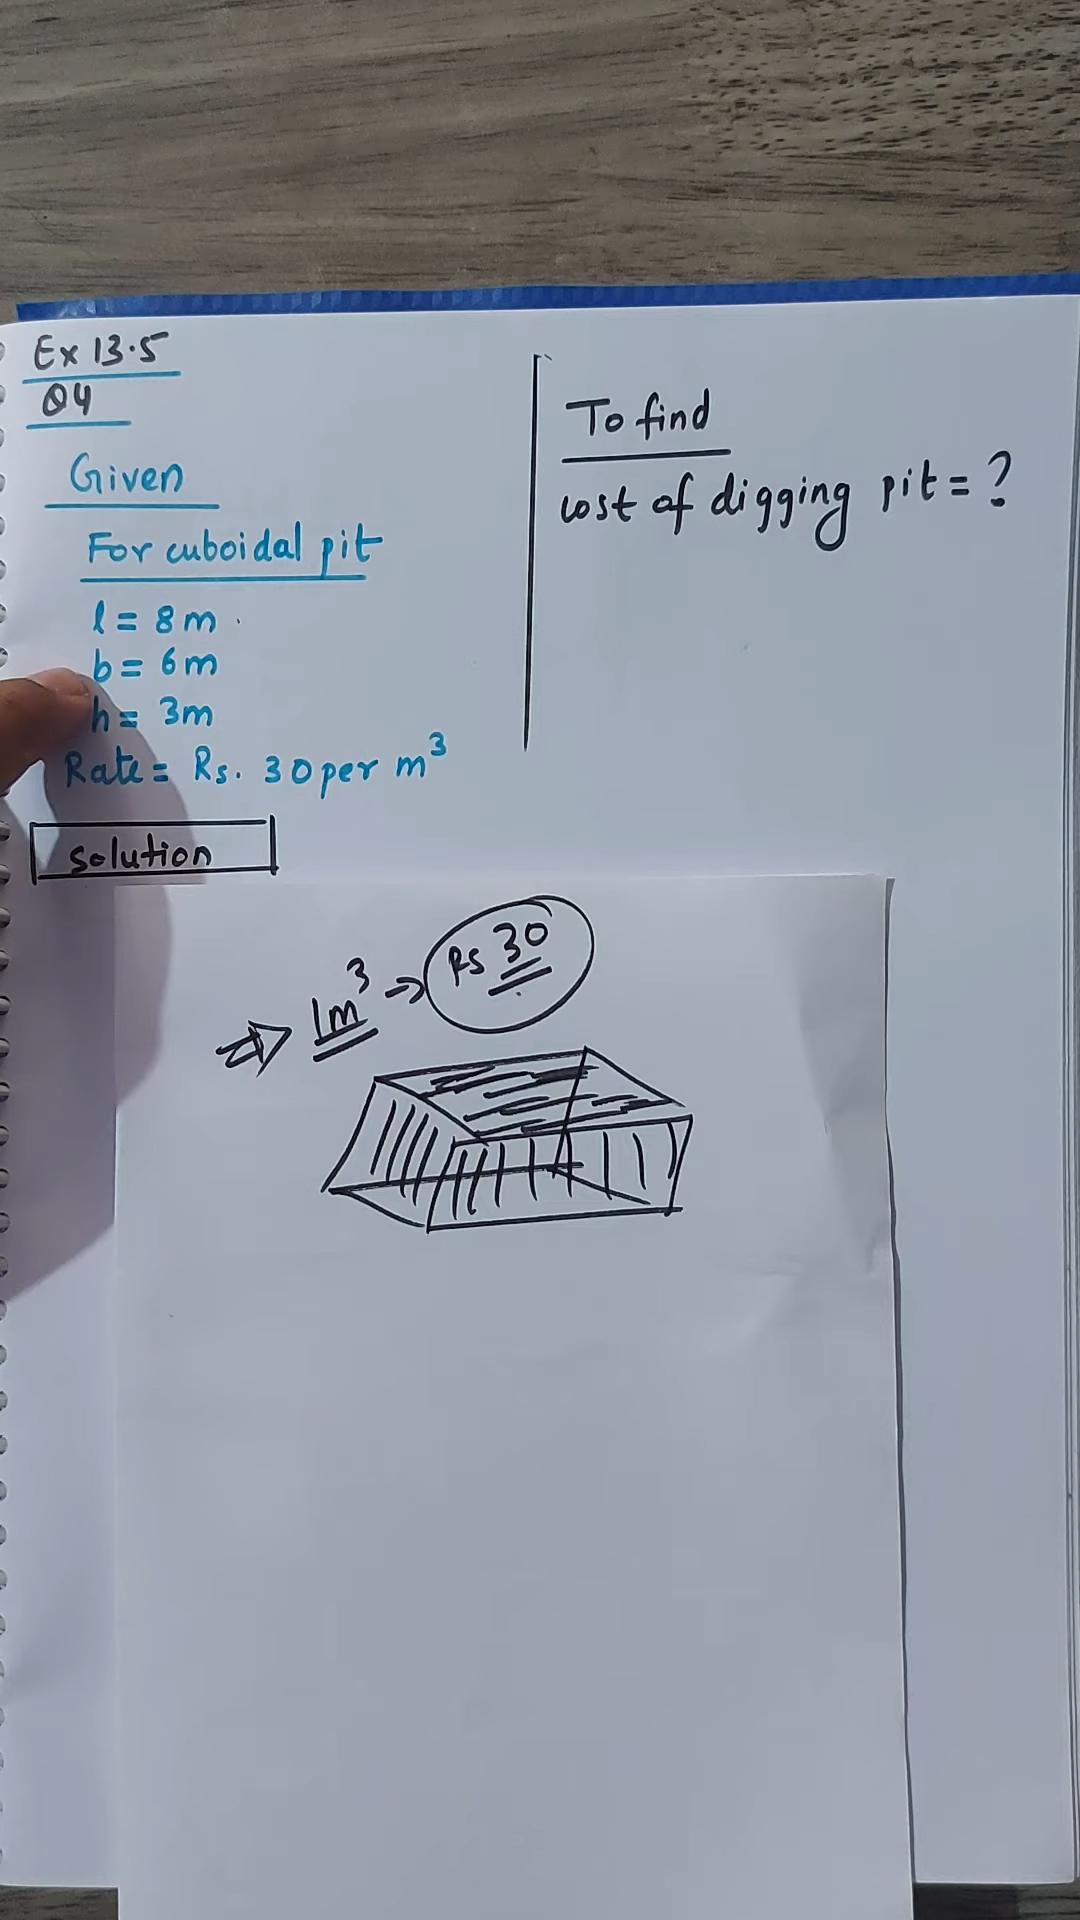 Ex 13.5
Q4
Given
For cuboidal pit
l = 8m
b = 6m
h = 3m
Rate = Rs. 30 per m³
To find
cost of digging pit = ?
Solution
⇒ 1m³ → Rs 30